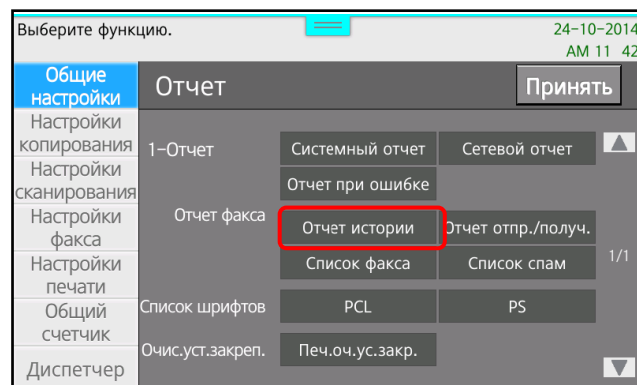 Выберите функцию.
24-10-2014
AM 11 42
Общие
настройки
Отчет
Принять
Настройки
копирования
Настройки
сканирования
Настройки
факса
Настройки
печати
Общий
счетчик
Диспетчер
1-Отчет
Системный отчет
Сетевой отчет
Отчет при ошибке
Отчет факса
Отчет истории
Отчет отпр./получ.
Список факса
Список спам
1/1
Список шрифтов
PCL
PS
Очис.уст.закреп.
Печ.оч.ус.закр.